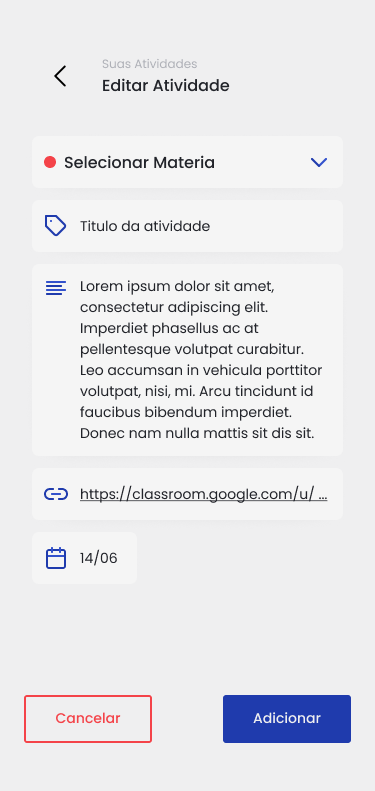 Suas Atividades
Editar Atividade
Selecionar Materia
Titulo da atividade
Lorem ipsum dolor sit amet,
consectetur adipiscing elit.
Imperdiet phasellus ac at
pellentesque volutpat curabitur.
Leo accumsan in vehicula porttitor
volutpat, nisi, mi. Arcu tincidunt id
faucibus bibendum imperdiet.
Donec nam nulla mattis sit dis sit.
https://classroom.google.com/u/ ...
14/06
Cancelar
Adicionar